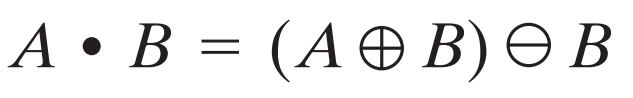 A • B = (A ⊕ B) ⊖ B